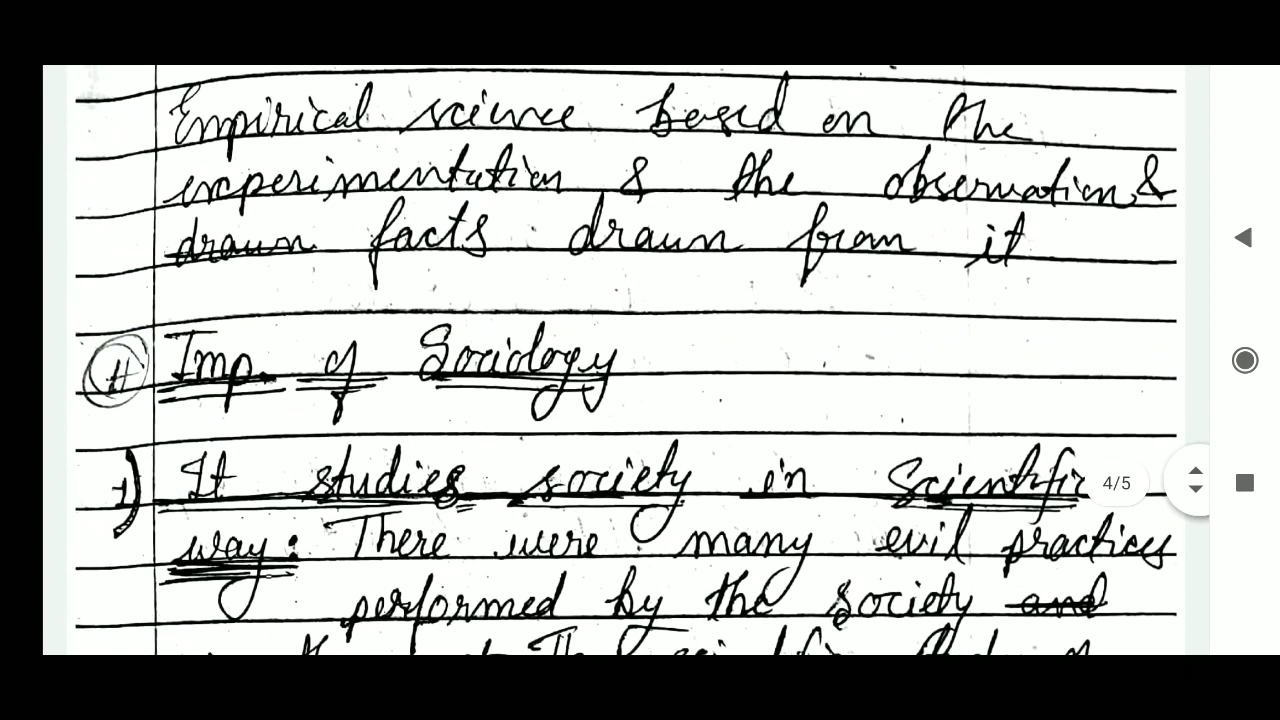 Empirical science based on the
experimentation & the observation &
drawn facts drawn from it
# Imp. of Sociology
1) It studies society in Scientific
4/5
way: There were many evil practices
performed by the society and